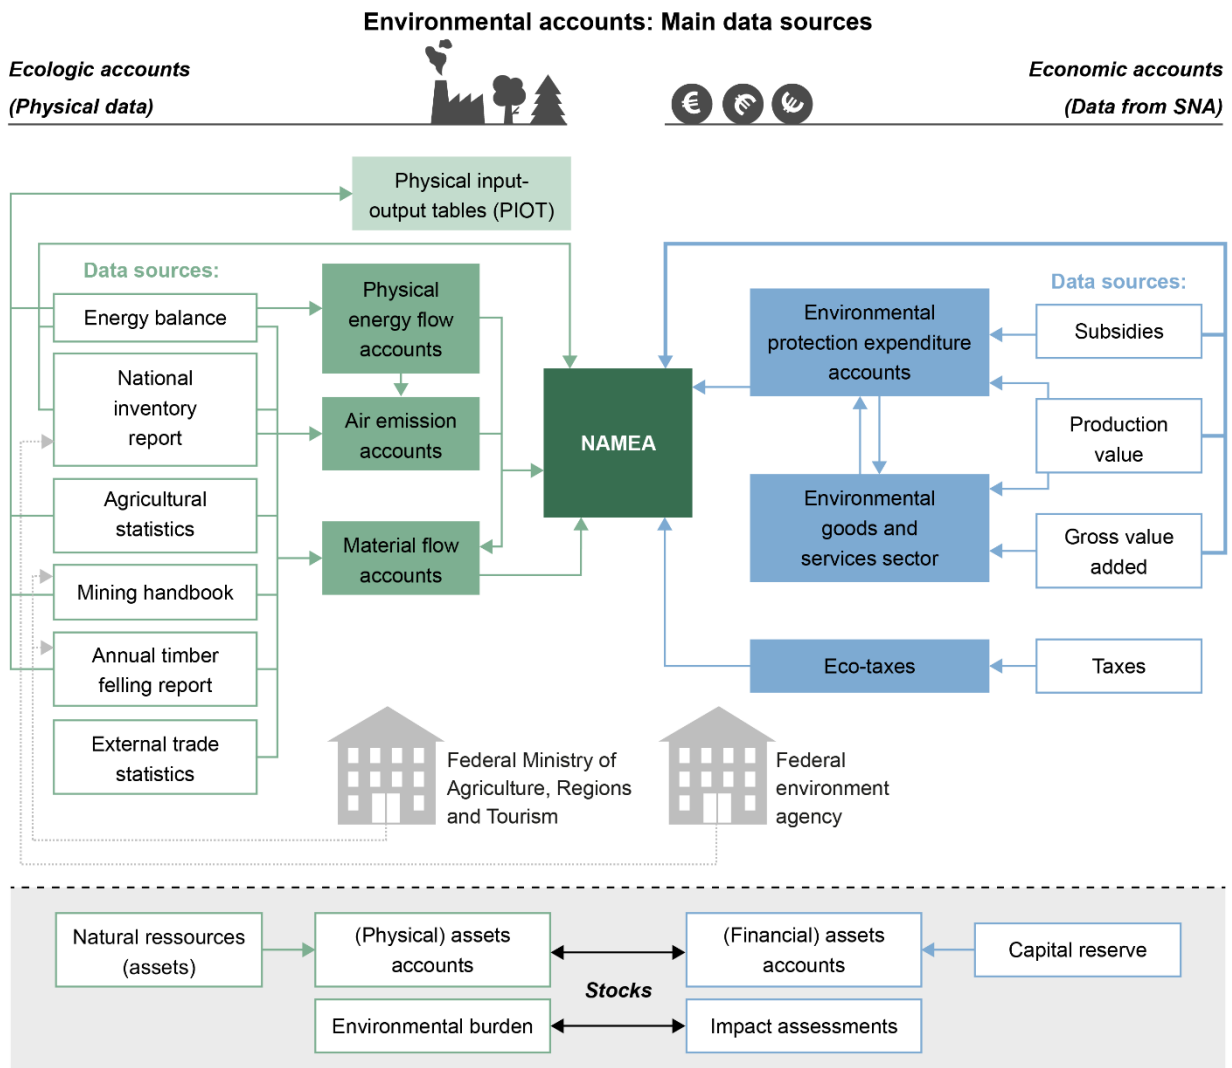 Environmental accounts: Main data sources
Ecologic accounts
(Physical data)
€ € €
Economic accounts
(Data from SNA)
Physical input-
output tables (PIOT)
Data sources:
Energy balance
National
inventory
report
Agricultural
statistics
Mining handbook
Annual timber
felling report
External trade
statistics
Physical
energy flow
accounts
Air emission
accounts
Material flow
accounts
NAMEA
Environmental
protection expenditure
accounts
Environmental
goods and
services sector
Eco-taxes
Data sources:
Subsidies
Production
value
Gross value
added
Taxes
Federal Ministry of
Agriculture, Regions
and Tourism
Federal
environment
agency
Natural ressources
(assets)
(Physical) assets
accounts
(Financial) assets
accounts
Capital reserve
Stocks
Environmental burden
Impact assessments